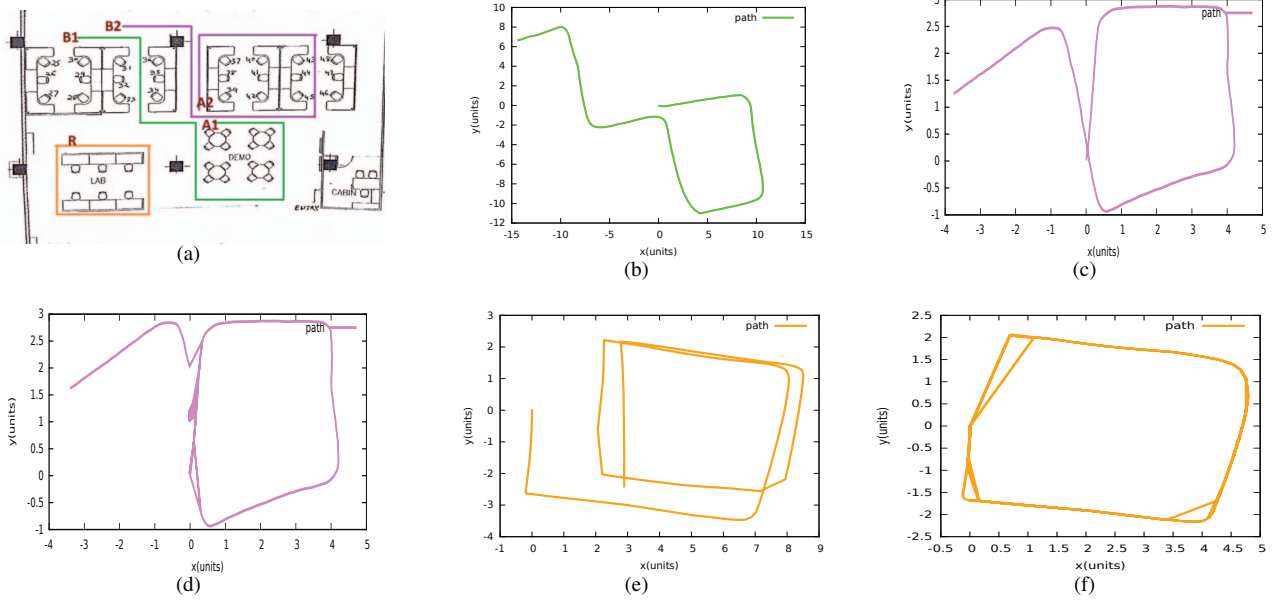 B2
B1
A2
A1
R
DEMO
LAB
CABIN
ENTRY
(a)
path
y(units)
10
8
6
4
2
0
-2
-4
-6
-8
-10
-12
-15 -10 -5 0 5 10 15
x(units)
(b)
path
y(units)
3
2.5
2
1.5
1
0.5
0
-0.5
-1
-4 -3 -2 -1 0 1 2 3 4 5
x(units)
(c)
path
y(units)
3
2.5
2
1.5
1
0.5
0
-0.5
-1
-4 -3 -2 -1 0 1 2 3 4 5
x(units)
(d)
path
y(units)
3
2
1
0
-1
-2
-3
-4
-1 0 1 2 3 4 5 6 7 8 9
x(units)
(e)
path
y(units)
2.5
2
1.5
1
0.5
0
-0.5
-1
-1.5
-2
-2.5
-0.5 0 0.5 1 1.5 2 2.5 3 3.5 4 4.5 5
x(units)
(f)